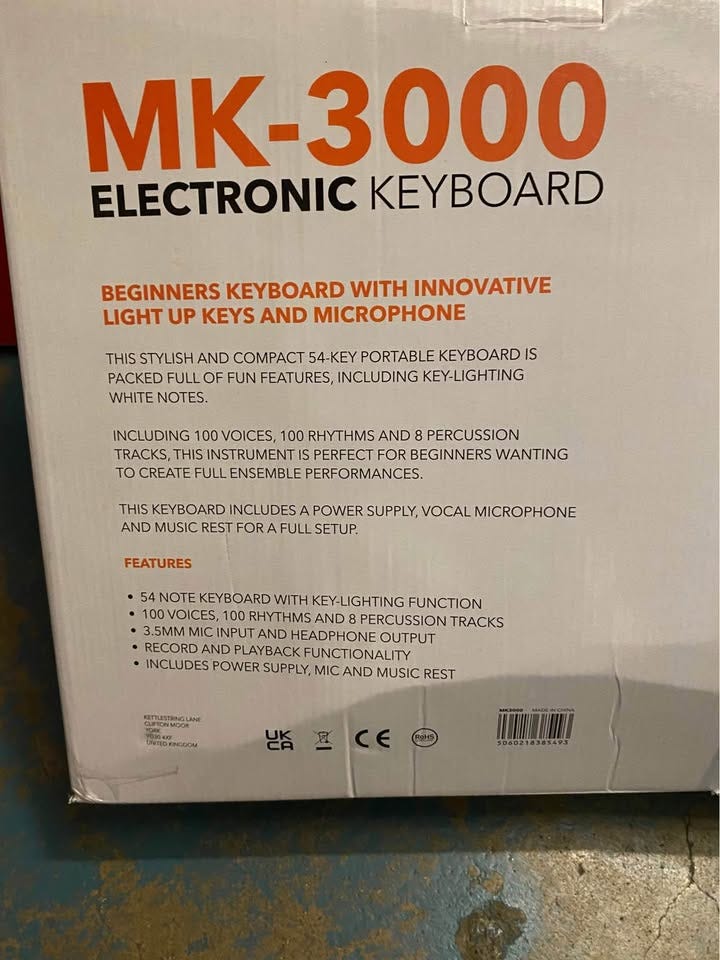 MK-3000
ELECTRONIC KEYBOARD
BEGINNERS KEYBOARD WITH INNOVATIVE
LIGHT UP KEYS AND MICROPHONE
THIS STYLISH AND COMPACT 54-KEY PORTABLE KEYBOARD IS
PACKED FULL OF FUN FEATURES, INCLUDING KEY-LIGHTING
WHITE NOTES.
INCLUDING 100 VOICES, 100 RHYTHMS AND 8 PERCUSSION
TRACKS, THIS INSTRUMENT IS PERFECT FOR BEGINNERS WANTING
TO CREATE FULL ENSEMBLE PERFORMANCES.
THIS KEYBOARD INCLUDES A POWER SUPPLY, VOCAL MICROPHONE
AND MUSIC REST FOR A FULL SETUP.
FEATURES
• 54 NOTE KEYBOARD WITH KEY-LIGHTING FUNCTION
• 100 VOICES, 100 RHYTHMS AND 8 PERCUSSION TRACKS
• 3.5MM MIC INPUT AND HEADPHONE OUTPUT
• RECORD AND PLAYBACK FUNCTIONALITY
• INCLUDES POWER SUPPLY, MIC AND MUSIC REST
KETTLESTRING LANE
CLIFTON MOOR
YORK
YO30 4XF
UNITED KINGDOM
UK
CA
CE
RoHS
MK3000 MADE IN CHINA
5060218385493